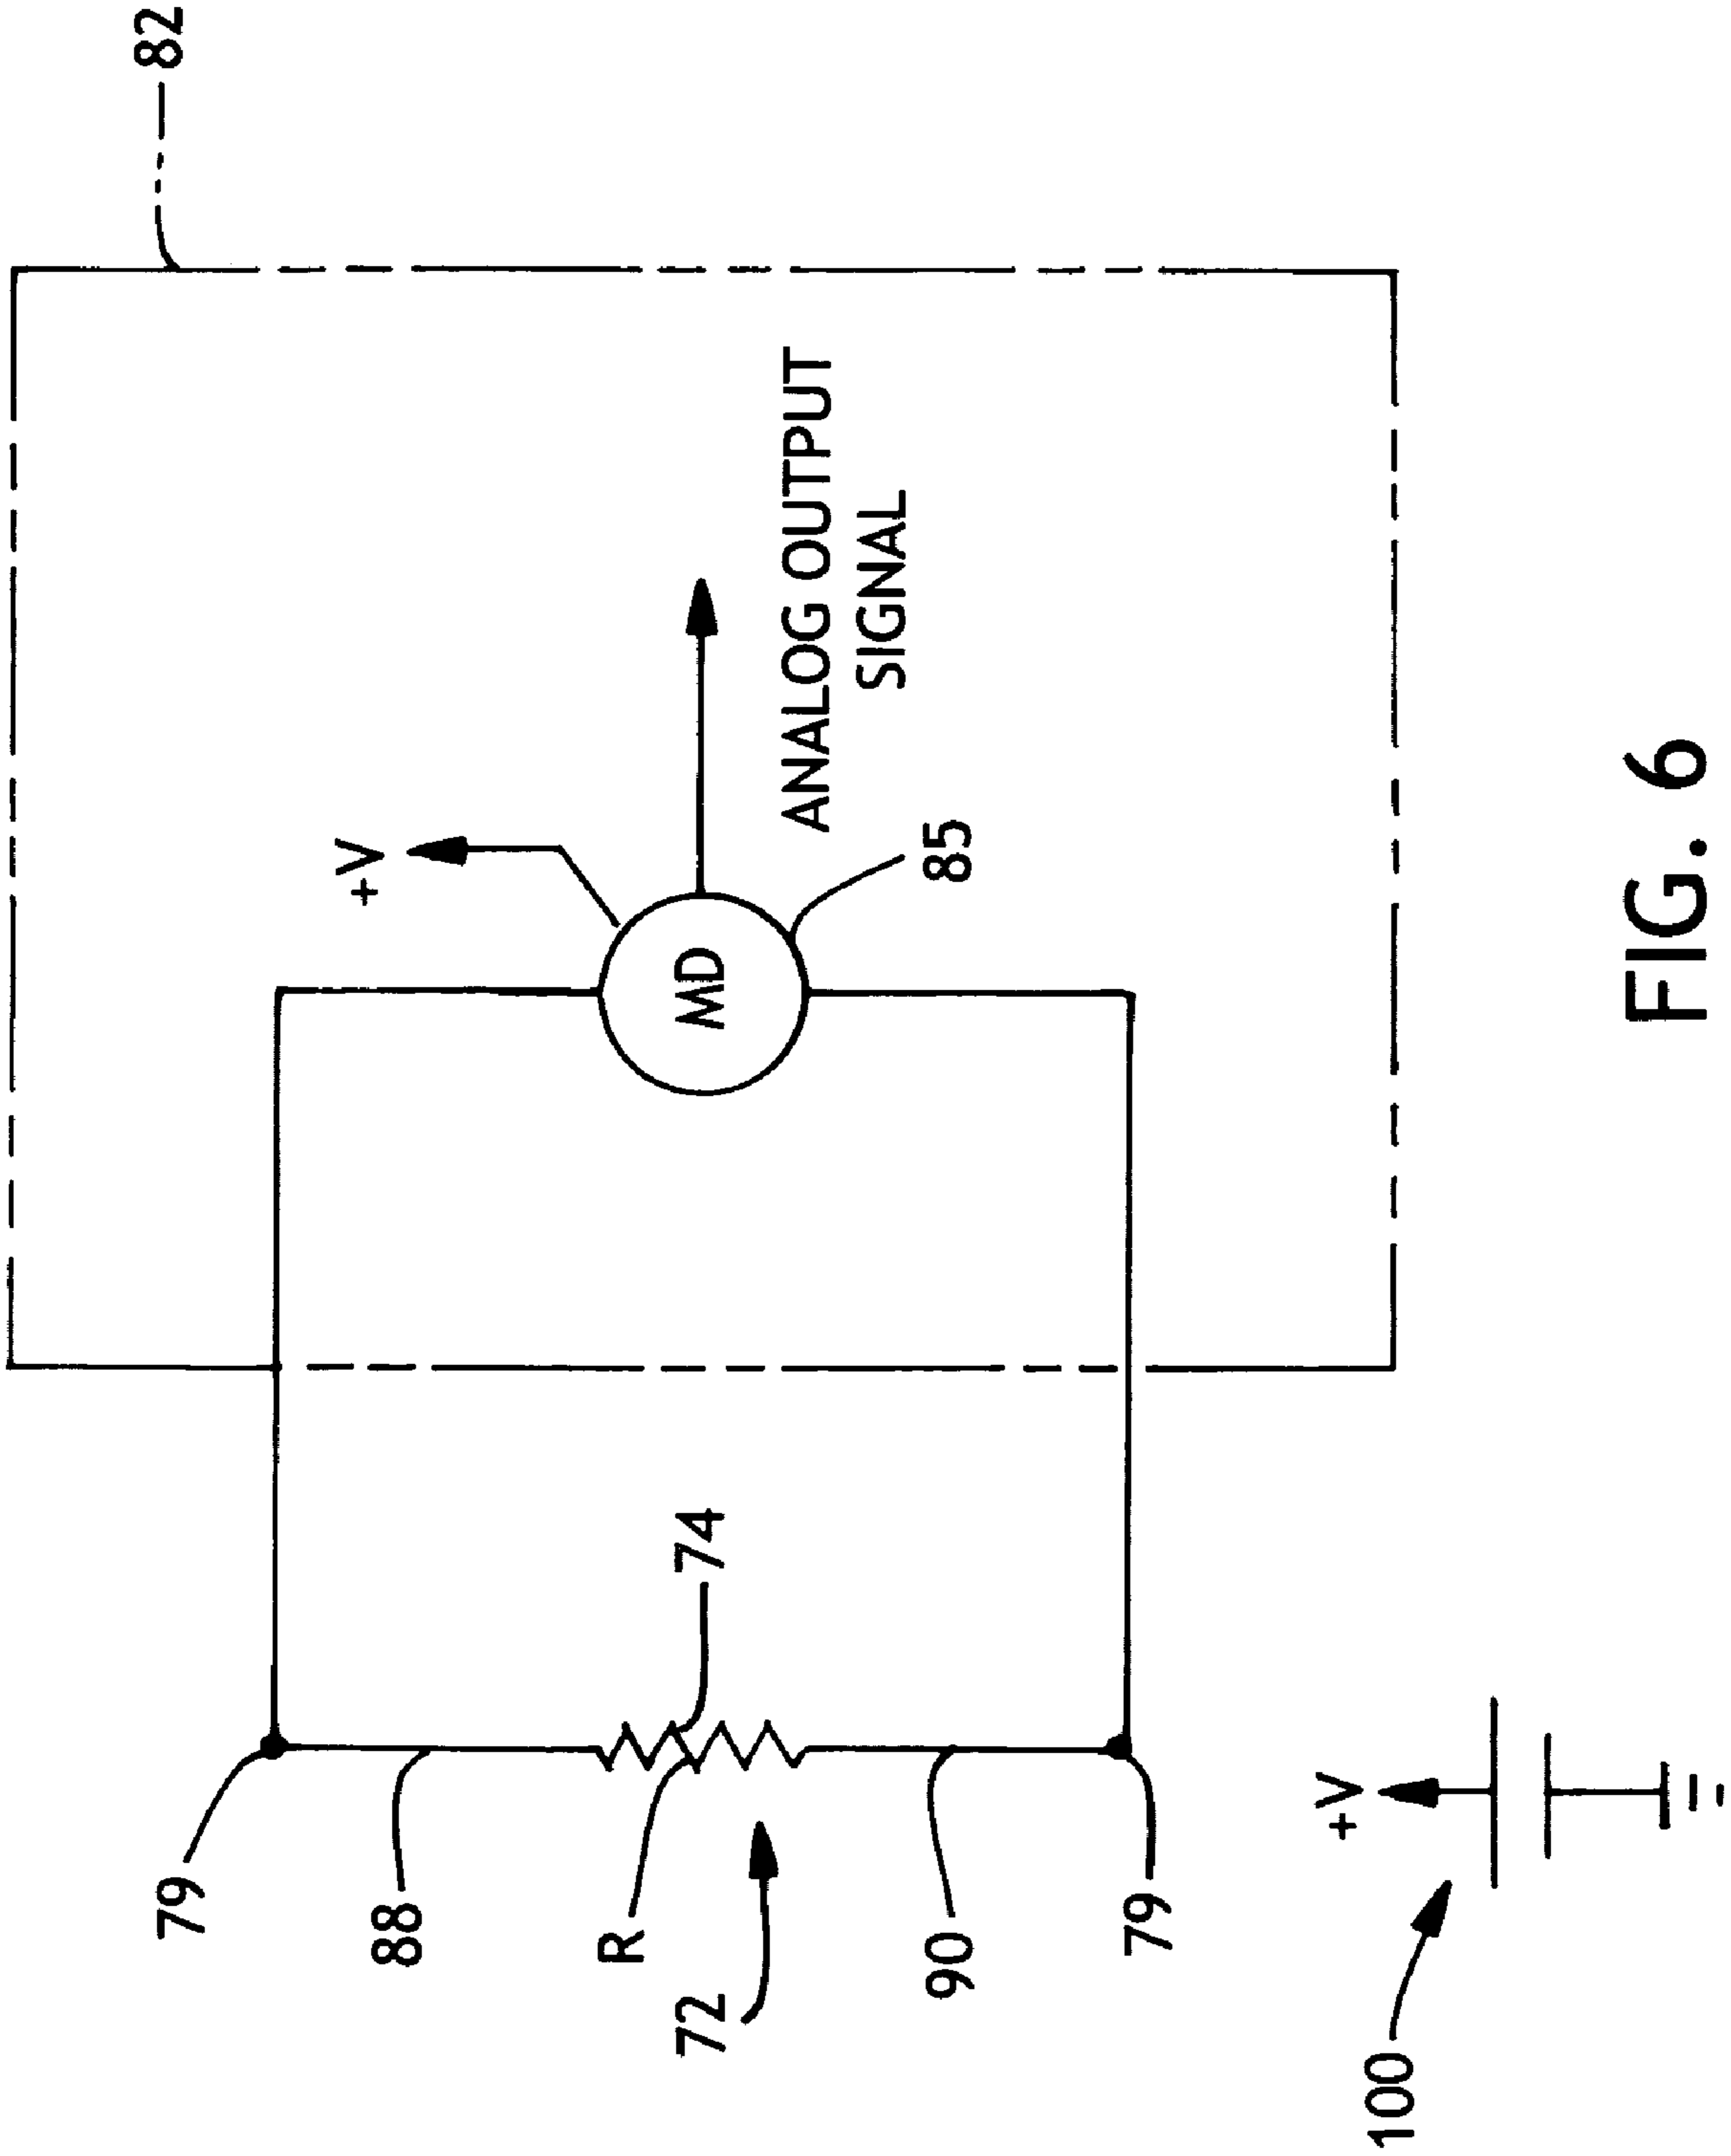 82
+V
ANALOG OUTPUT
SIGNAL
MD
85
74
79
88
R
72
90
79
+V
100
FIG. 6